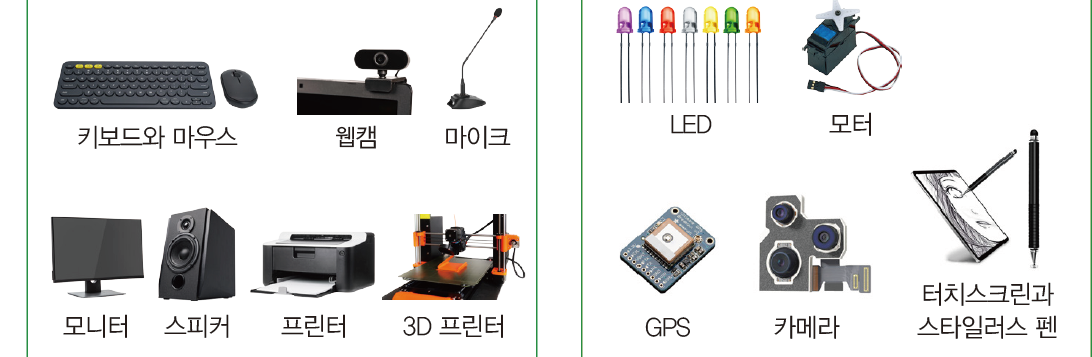 키보드와 마우스
웹캠
마이크
모니터
스피커
프린터
3D 프린터
LED
모터
GPS
카메라
터치스크린과
스타일러스 펜